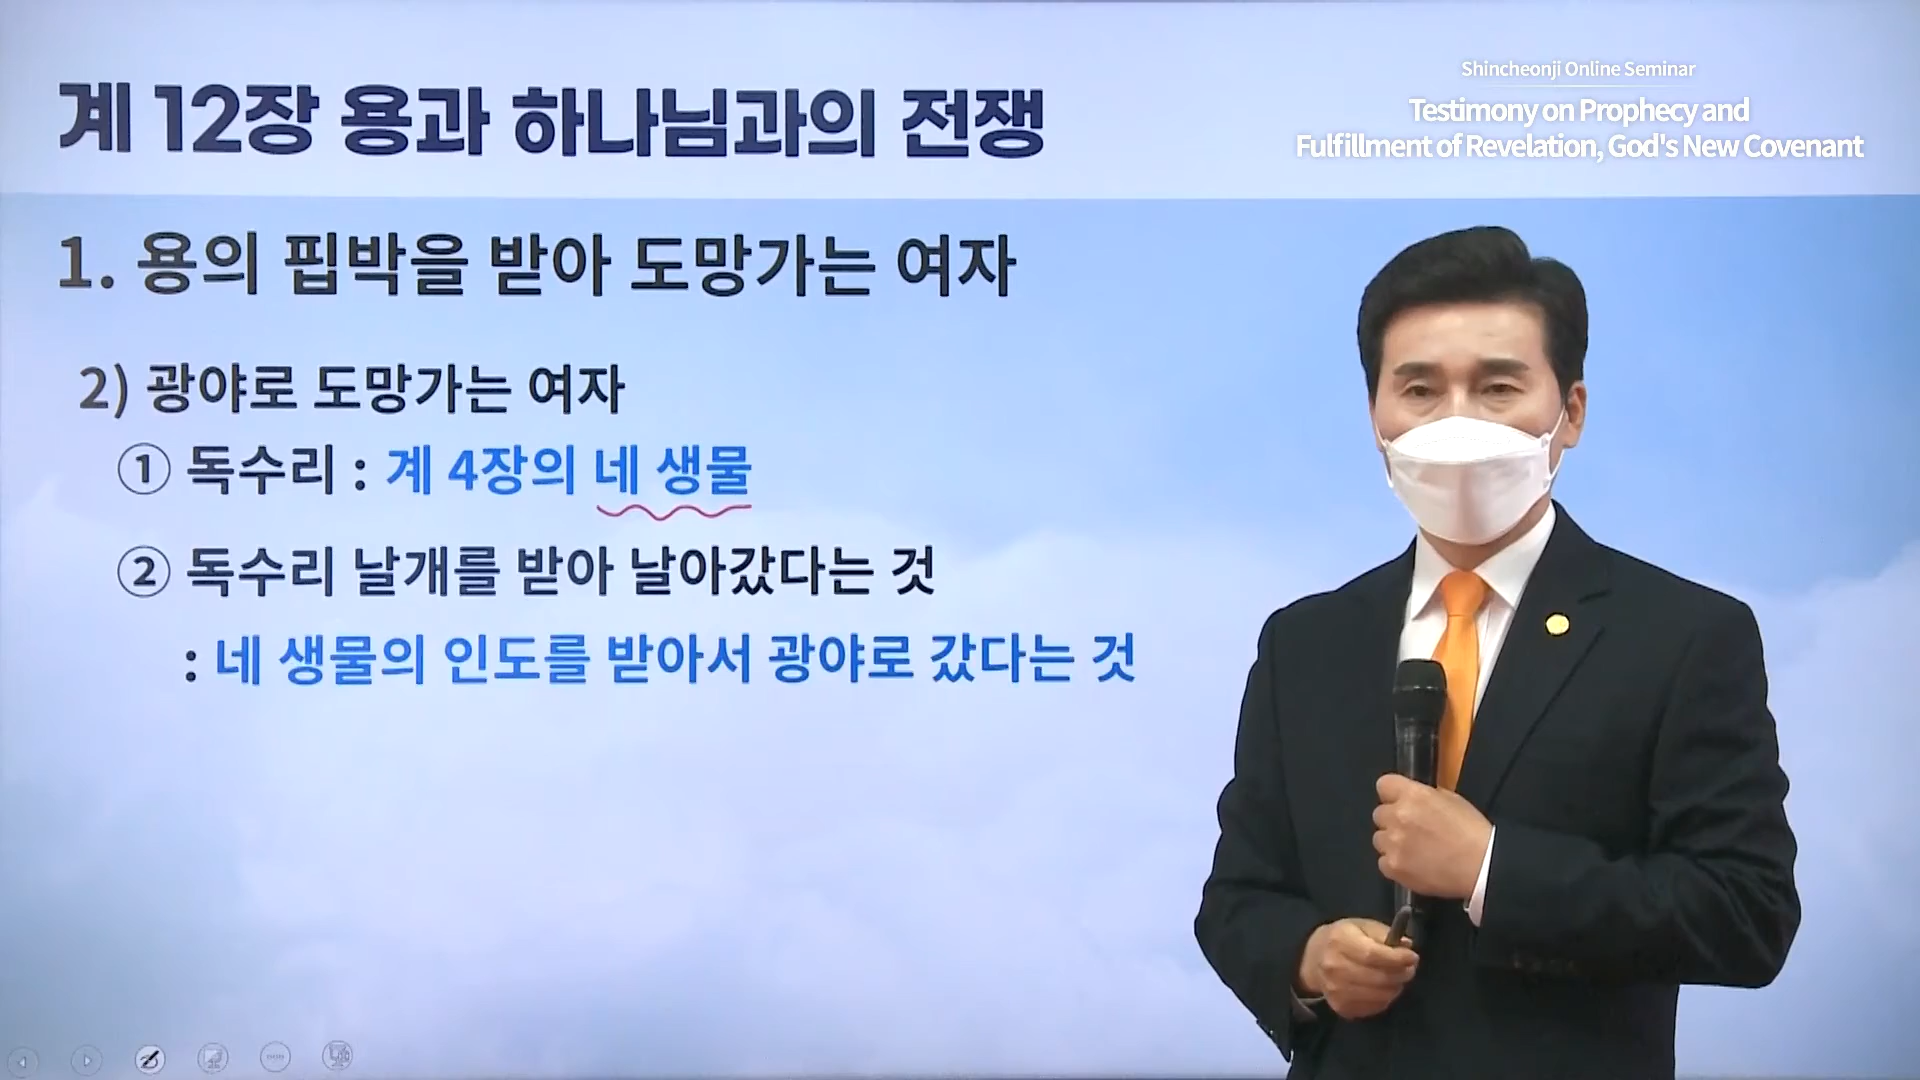 계 12장 용과 하나님과의 전쟁
Shincheonji Online Seminar
Testimony on Prophecy and
Fulfillment of Revelation, God's New Covenant
1. 용의 핍박을 받아 도망가는 여자
2) 광야로 도망가는 여자
① 독수리 : 계 4장의 네 생물
② 독수리 날개를 받아 날아갔다는 것
: 네 생물의 인도를 받아서 광야로 갔다는 것